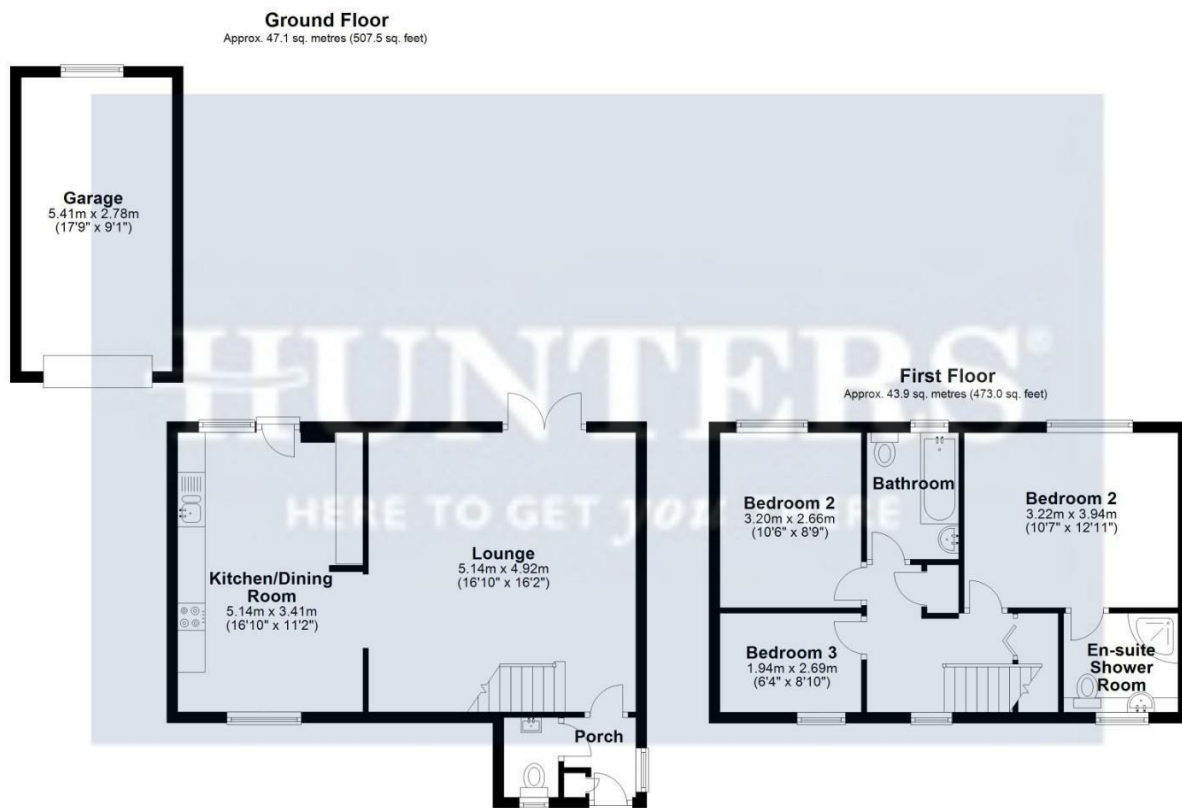 Ground Floor
Approx. 47.1 sq. metres (507.5 sq. feet)
Garage
5.41m x 2.78m
(17'9" x 9'1")
HUNTERS®
HERE TO GET you THERE
Kitchen/Dining
Room
5.14m x 3.41m
(16'10" x 11'2")
Lounge
5.14m x 4.92m
(16'10" x 16'2")
Porch
First Floor
Approx. 43.9 sq. metres (473.0 sq. feet)
Bedroom 2
3.20m x 2.66m
(10'6" x 8'9")
Bathroom
Bedroom 2
3.22m x 3.94m
(10'7" x 12'11")
Bedroom 3
1.94m x 2.69m
(6'4" x 8'10")
En-suite
Shower
Room